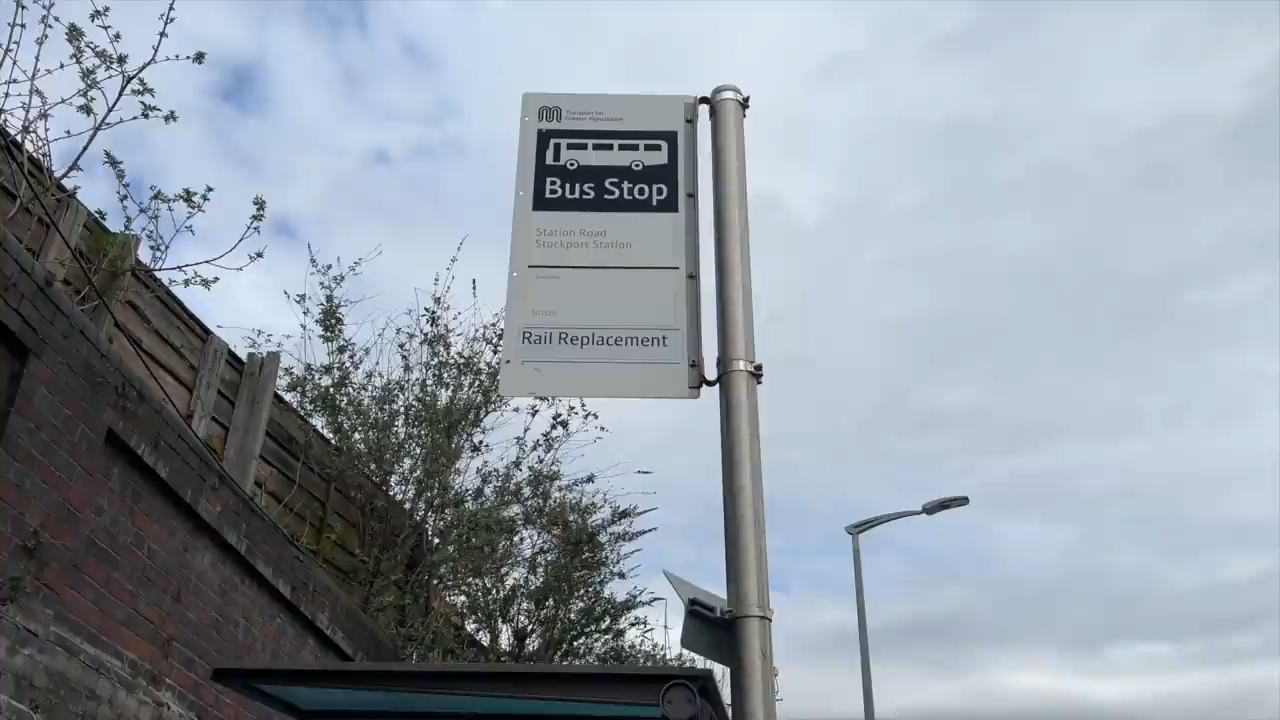 Transport for
Greater Manchester
Bus Stop
Station Road
Stockport Station
Rail Replacement